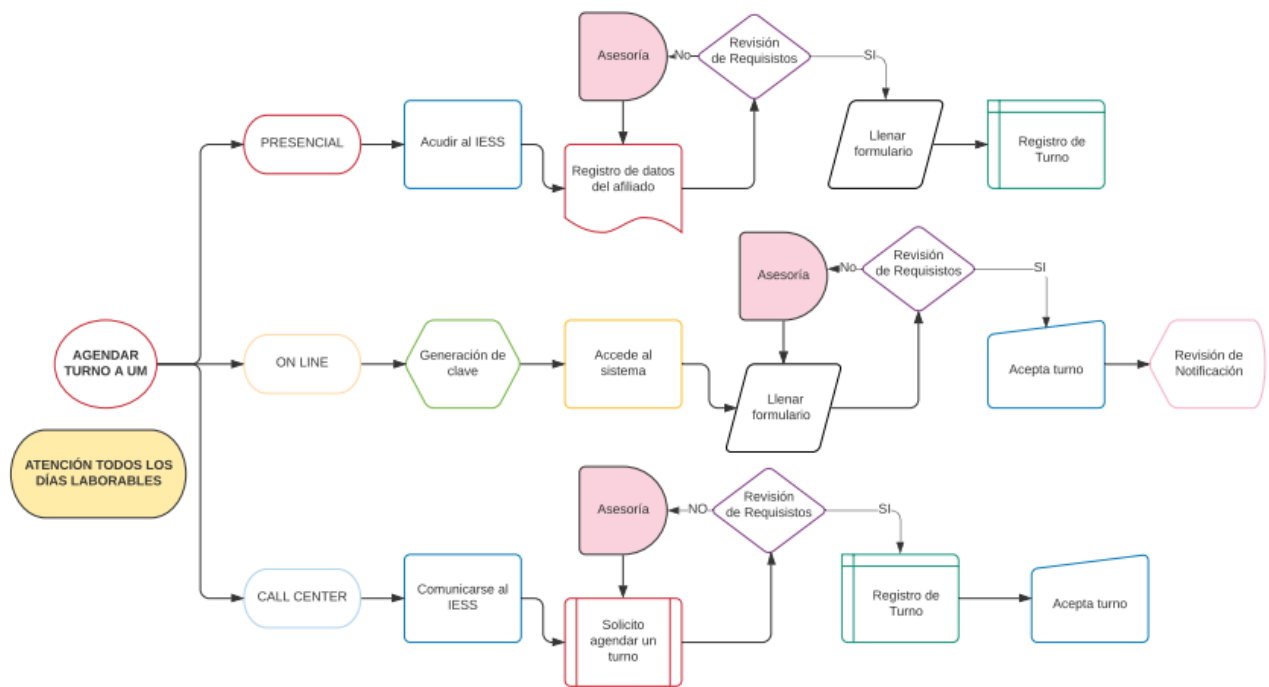 Asesoría
No
Revisión
de Requisistos
SI
PRESENCIAL
Acudir al IESS
Registro de datos
del afiliado
Llenar
formulario
Registro de
Turno
Asesoría
No
Revisión
de Requisistos
SI
AGENDAR
TURNO A UM
ON LINE
Generación de
clave
Accede al
sistema
Llenar
formulario
Acepta turno
Revisión de
Notificación
ATENCIÓN TODOS LOS
DÍAS LABORABLES
Asesoría
NO
Revisión
de Requisistos
SI
CALL CENTER
Comunicarse al
IESS
Solicito
agendar un
turno
Registro de
Turno
Acepta turno